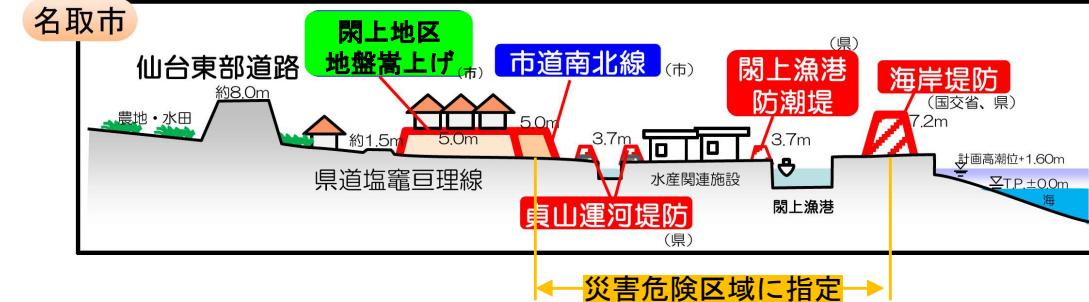 名取市
閖上地区
地盤嵩上げ
(市)
市道南北線
(市)
(県)
閖上漁港
防潮堤
海岸堤防
(国交省、県)
仙台東部道路
約8.0m
農地・水田
約1.5m
5.0m
5.0m
3.7m
3.7m
7.2m
計画高潮位+1.60m
T.P.±0.0m
海
県道塩竈亘理線
水産関連施設
閖上漁港
貞山運河堤防
(県)
災害危険区域に指定